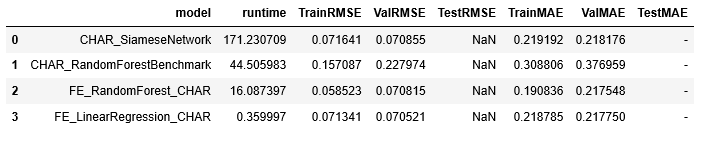 model runtime TrainRMSE ValRMSE TestRMSE TrainMAE ValMAE TestMAE
0 CHAR_SiameseNetwork 171.230709 0.071641 0.070855 NaN 0.219192 0.218176 -
1 CHAR_RandomForestBenchmark 44.505983 0.157087 0.227974 NaN 0.308806 0.376959 -
2 FE_RandomForest_CHAR 16.087397 0.058523 0.070815 NaN 0.190836 0.217548 -
3 FE_LinearRegression_CHAR 0.359997 0.071341 0.070521 NaN 0.218785 0.217750 -